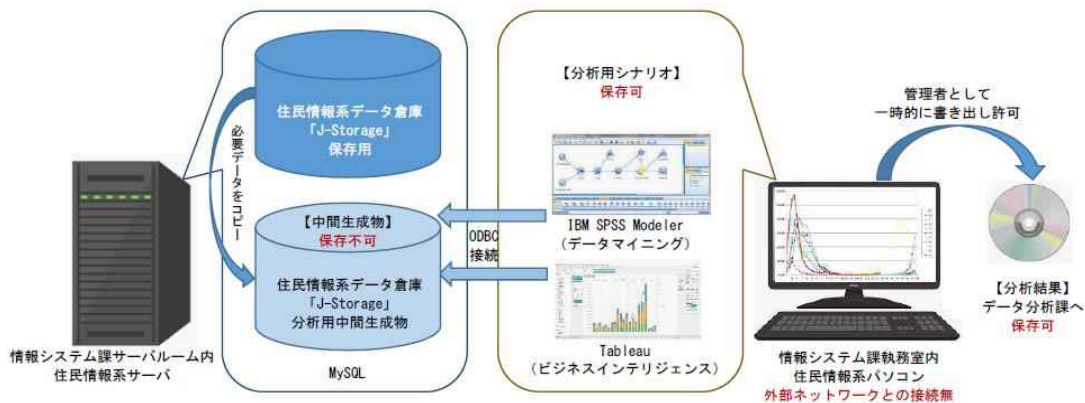 住民情報系データ倉庫
「J-Storage」
保存用
必要データをコピー
【中間生成物】
保存不可
住民情報系データ倉庫
「J-Storage」
分析用中間生成物
MySQL
情報システム課サーバルーム内
住民情報系サーバ
ODBC
接続
【分析用シナリオ】
保存可
IBM SPSS Modeler
(データマイニング)
Tableau
(ビジネスインテリジェンス)
管理者として
一時的に書き出し許可
情報システム課執務室内
住民情報系パソコン
外部ネットワークとの接続無
【分析結果】
データ分析課へ
保存可